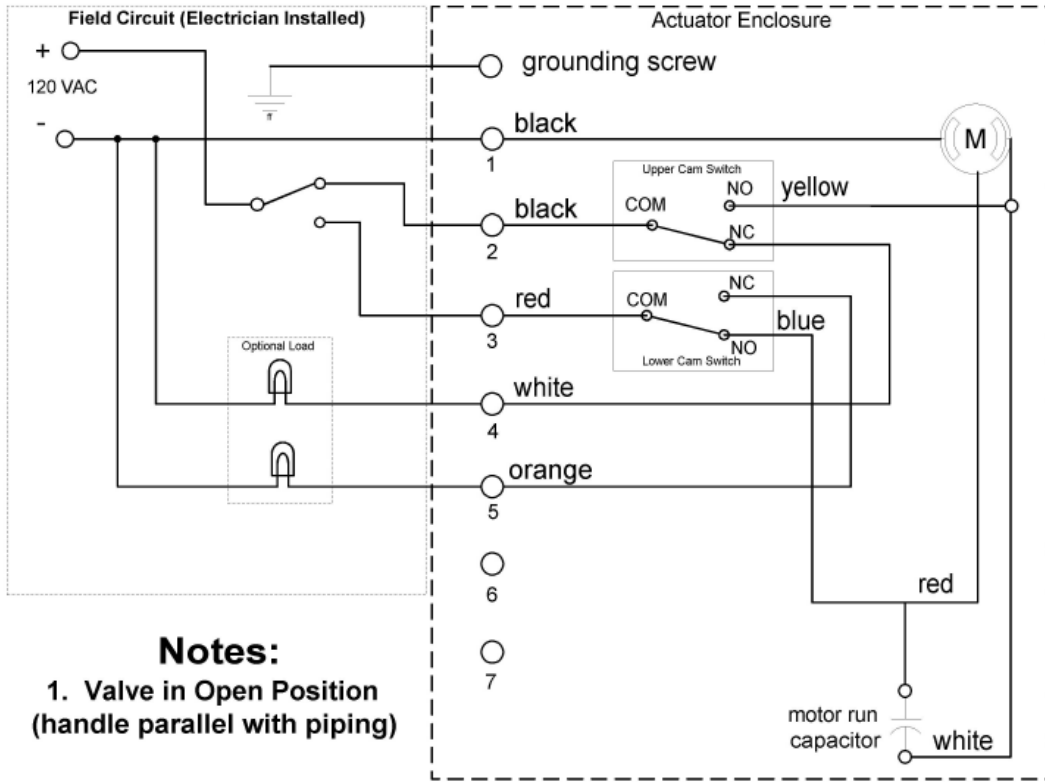 Field Circuit (Electrician Installed)
Actuator Enclosure
+
120 VAC
-
grounding screw
black
1
M
Upper Cam Switch
NO
yellow
COM
black
2
NC
NC
red
COM
blue
3
NO
Lower Cam Switch
Optional Load
white
4
orange
5
6
red
7
Notes:
1. Valve in Open Position
(handle parallel with piping)
motor run
capacitor
white